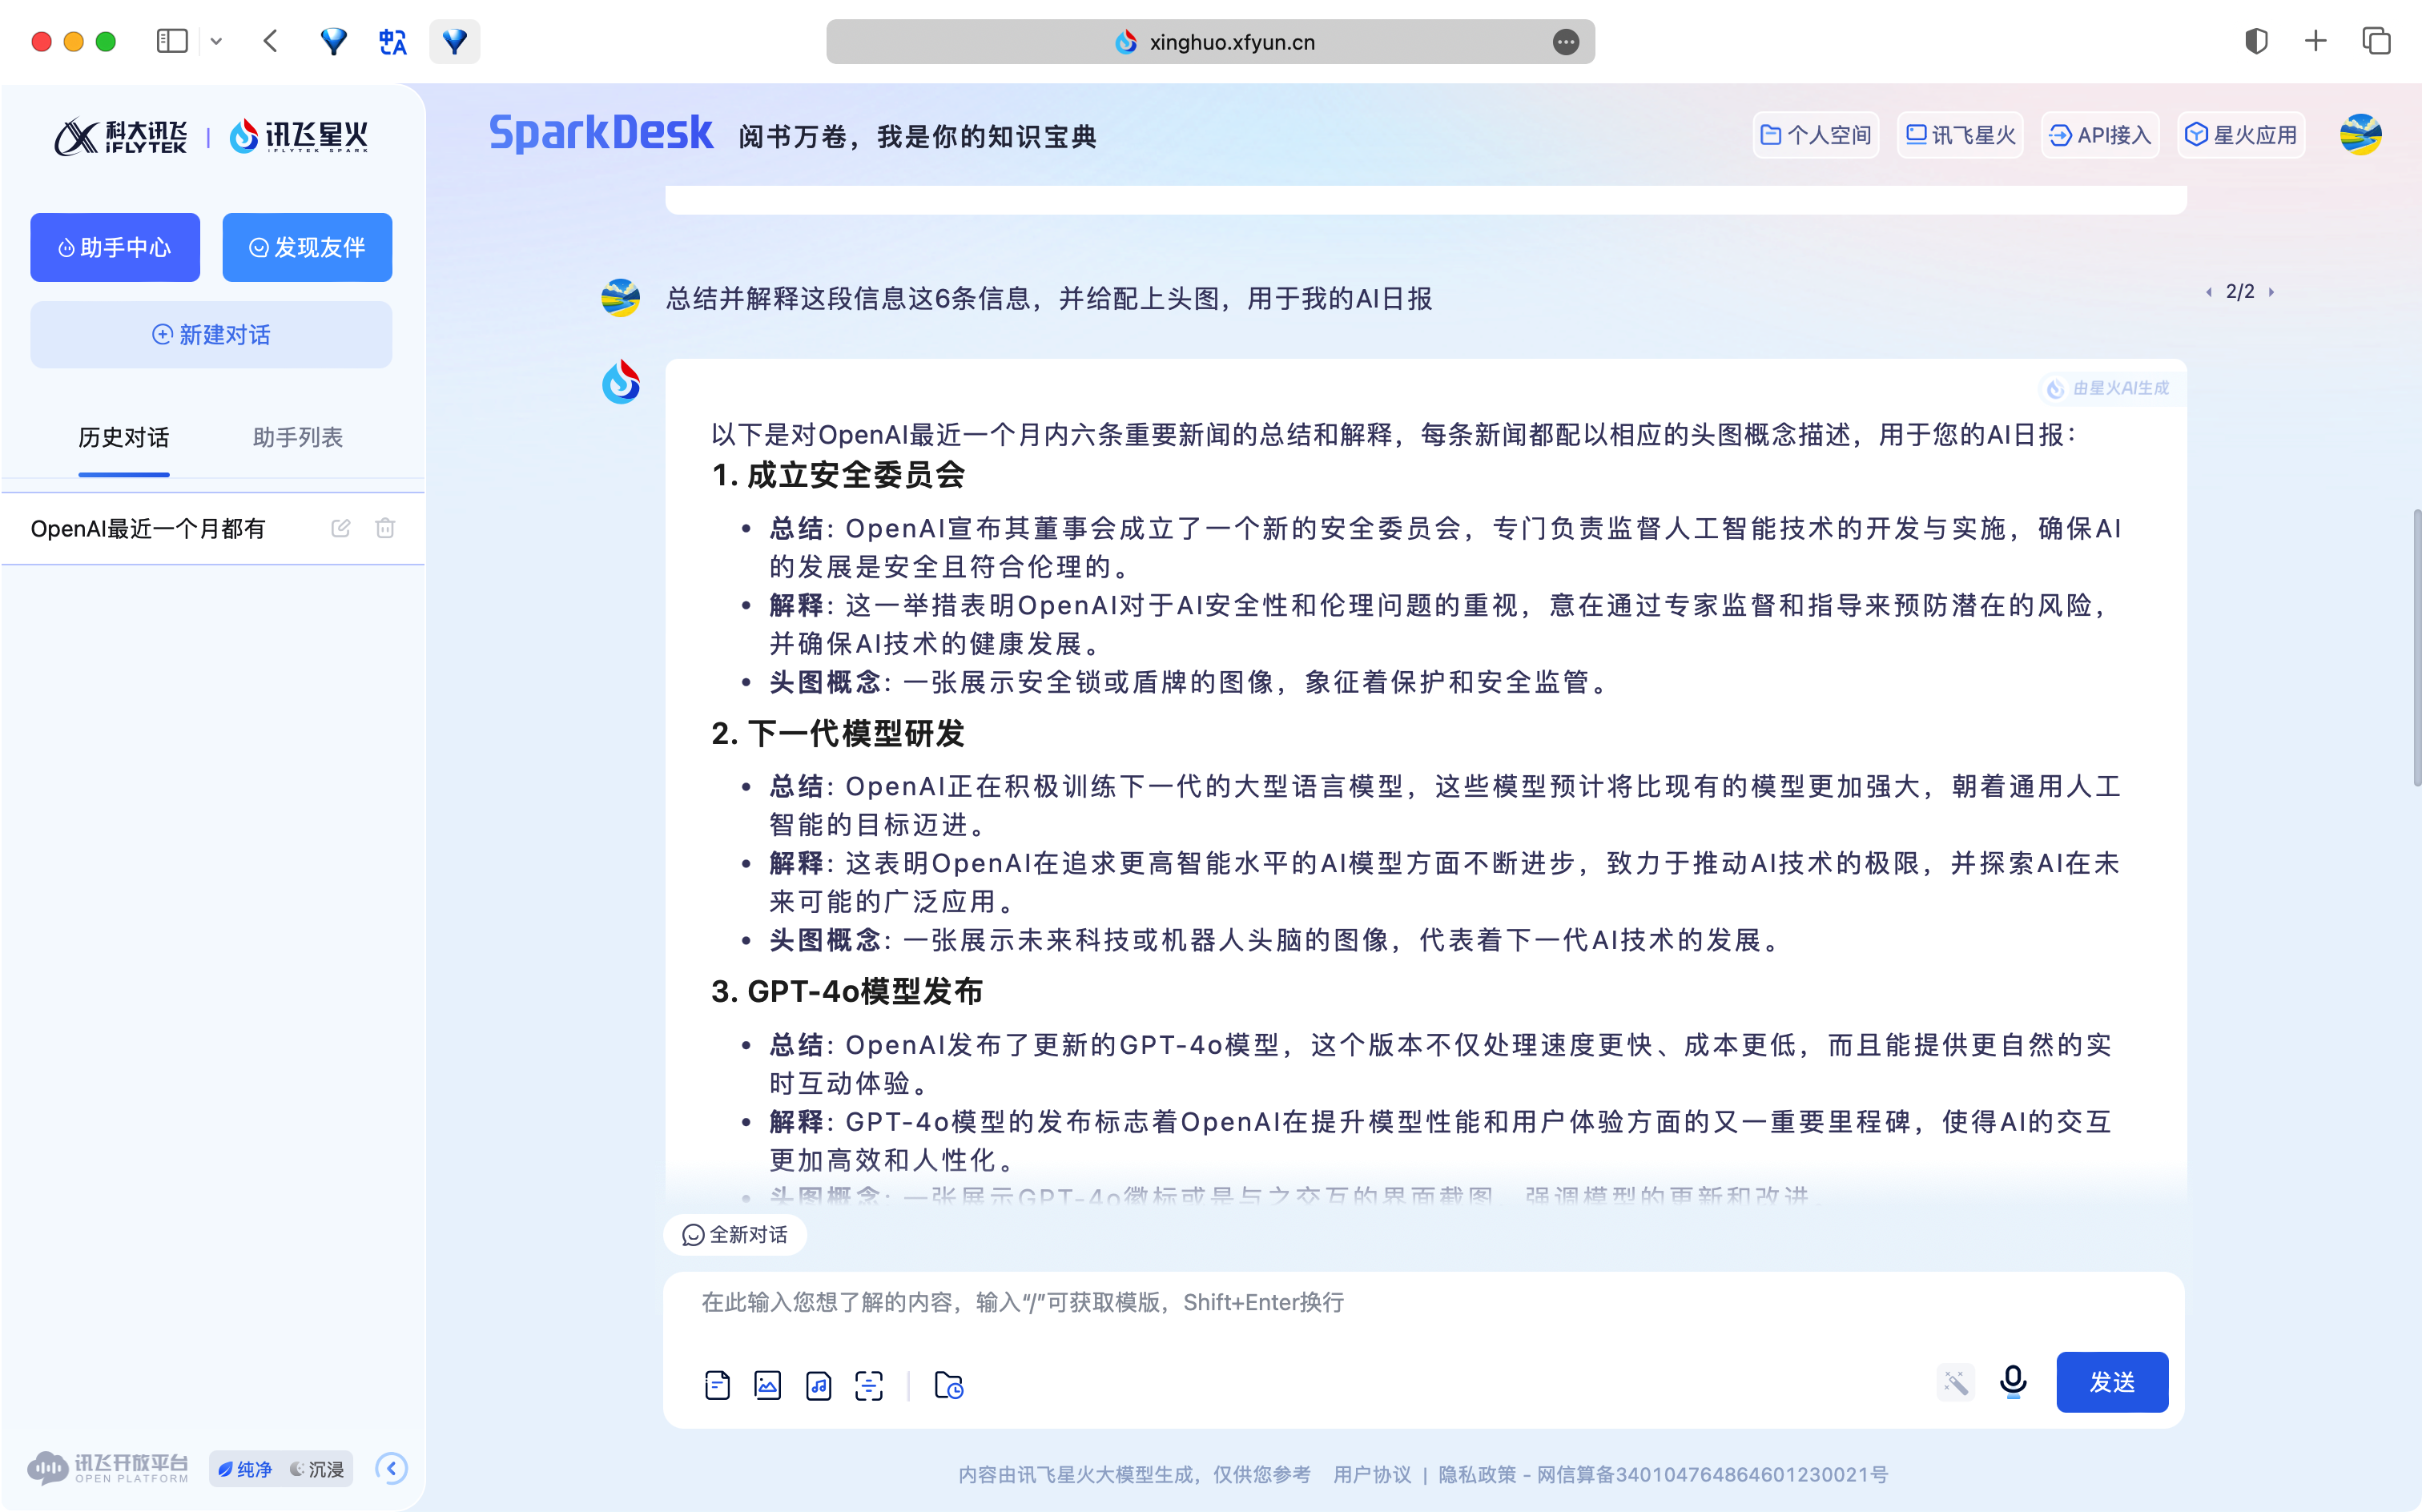 xinghuo.xfyun.cn
科大讯飞
iFLYTEK
讯飞星火
IFLYTEK SPARK
SparkDesk 阅书万卷，我是你的知识宝典
个人空间
讯飞星火
API接入
星火应用
助手中心
发现友伴
新建对话
历史对话
助手列表
OpenAI最近一个月都有
总结并解释这段信息这6条信息，并给配上头图，用于我的AI日报
2/2
由星火AI生成
以下是对OpenAI最近一个月内六条重要新闻的总结和解释，每条新闻都配以相应的头图概念描述，用于您的AI日报：
1. 成立安全委员会
• 总结：OpenAI宣布其董事会成立了一个新的安全委员会，专门负责监督人工智能技术的开发与实施，确保AI
的发展是安全且符合伦理的。
• 解释：这一举措表明OpenAI对于AI安全性和伦理问题的重视，意在通过专家监督和指导来预防潜在的风险，
并确保AI技术的健康发展。
• 头图概念：一张展示安全锁或盾牌的图像，象征着保护和安全监管。
2. 下一代模型研发
• 总结：OpenAI正在积极训练下一代的大型语言模型，这些模型预计将比现有的模型更加强大，朝着通用人工
智能的目标迈进。
• 解释：这表明OpenAI在追求更高智能水平的AI模型方面不断进步，致力于推动AI技术的极限，并探索AI在未
来可能的广泛应用。
• 头图概念：一张展示未来科技或机器人头脑的图像，代表着下一代AI技术的发展。
3. GPT-4o模型发布
• 总结：OpenAI发布了更新的GPT-4o模型，这个版本不仅处理速度更快、成本更低，而且能提供更自然的实
时互动体验。
• 解释：GPT-4o模型的发布标志着OpenAI在提升模型性能和用户体验方面的又一重要里程碑，使得AI的交互
更加高效和人性化。
• 头图概念：一张展示GPT-4o徽标或是与之交互的界面截图，强调模型的更新和改进
全新对话
在此输入您想了解的内容，输入“/”可获取模版，Shift+Enter换行
发送
讯飞开放平台
OPEN PLATFORM
纯净
沉浸
内容由讯飞星火大模型生成，仅供您参考 用户协议 | 隐私政策 - 网信算备340104764864601230021号